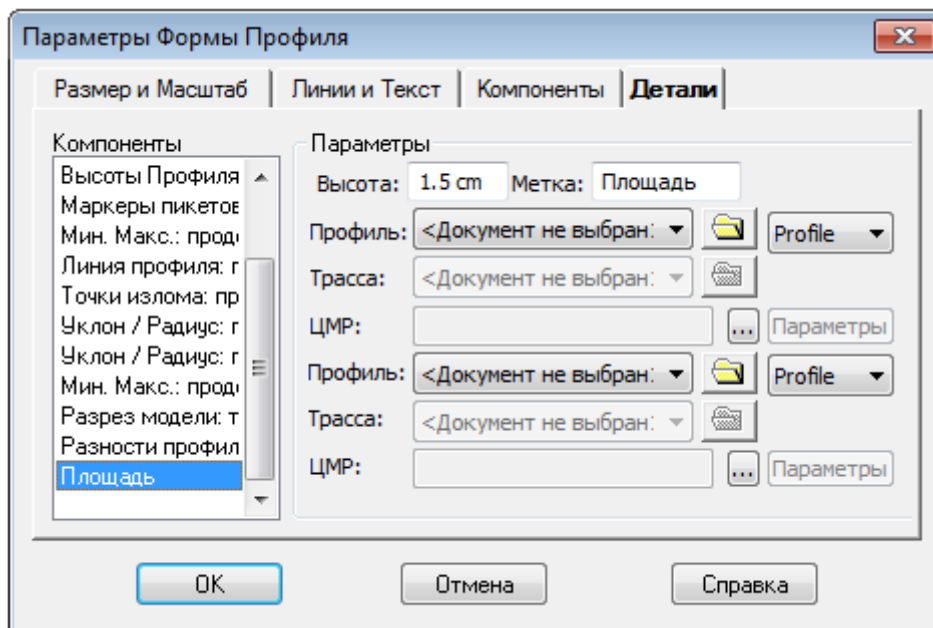 Параметры Формы Профиля
Размер и Масштаб Линии и Текст Компоненты Детали
Компоненты
Высоты Профиля
Маркеры пикетов
Мин. Макс.: проди
Линия профиля: г
Точки излома: пр
Уклон / Радиус: г
Уклон / Радиус: г
Мин. Макс.: проди
Разрез модели: т
Разности профил
Площадь
Параметры
Высота: 1.5 cm Метка: Площадь
Профиль: <Документ не выбран: Profile
Трасса: <Документ не выбран:
ЦМР: ... Параметры
Профиль: <Документ не выбран: Profile
Трасса: <Документ не выбран:
ЦМР: ... Параметры
OK Отмена Справка